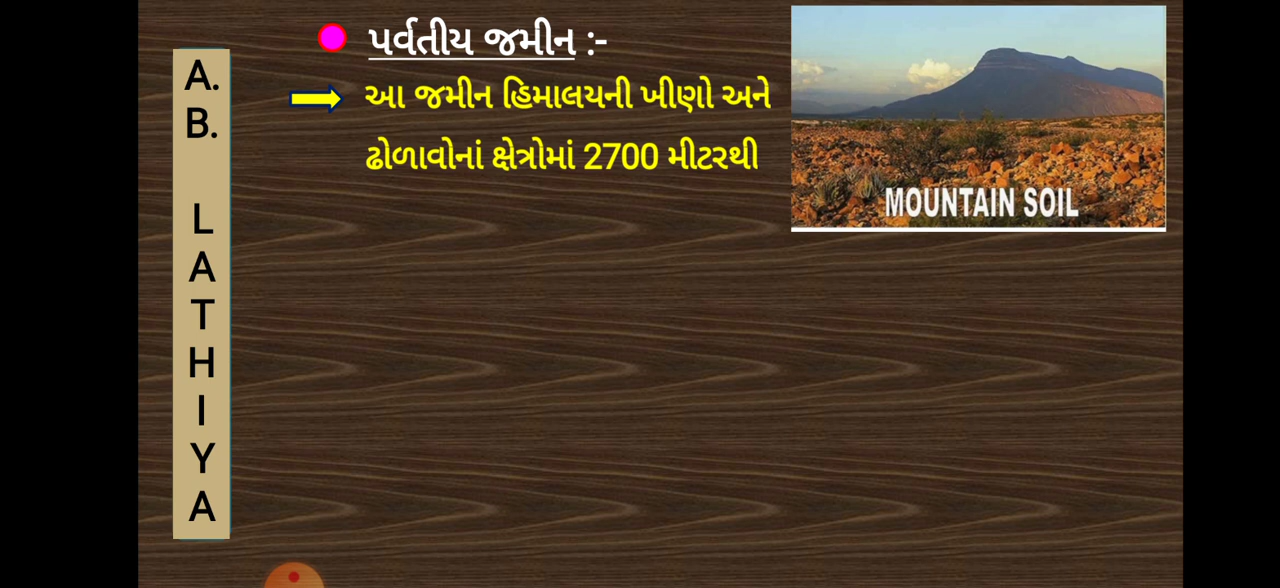 પર્વતીય જમીન :-
આ જમીન હિમાલયની ખીણો અને
ઢોળાવોનાં ક્ષેત્રોમાં 2700 મીટરથી
MOUNTAIN SOIL
A.
B.
L
A
T
H
I
Y
A